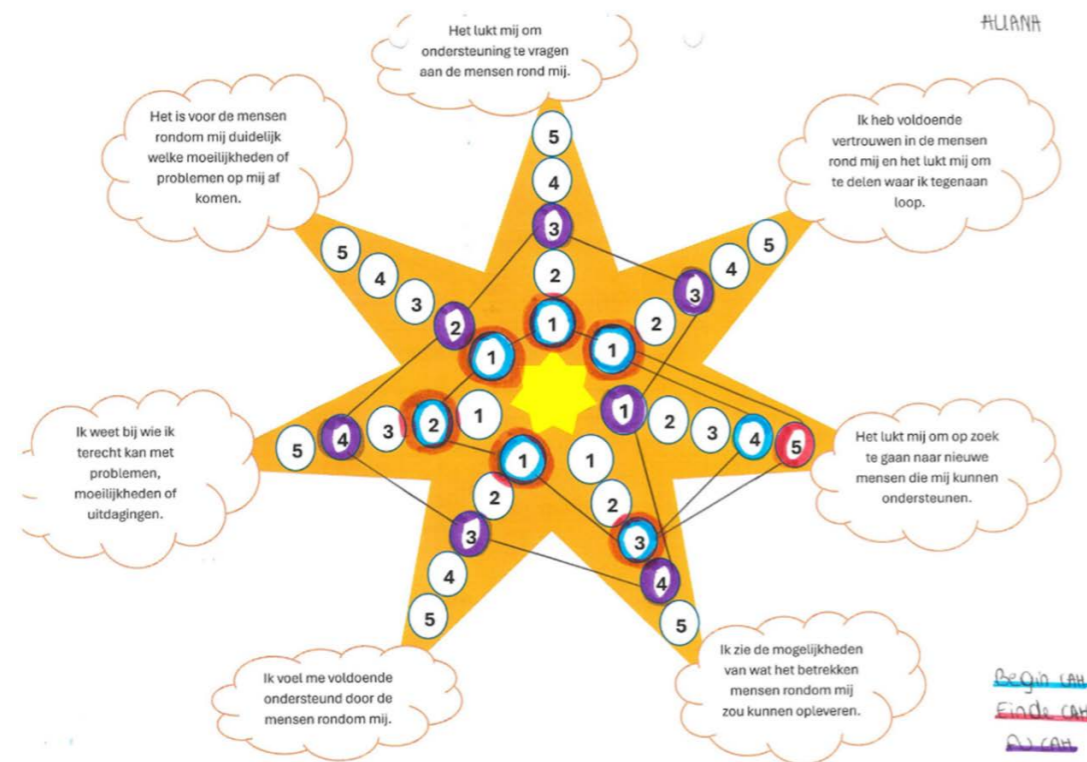 ALIANA
Het lukt mij om
ondersteuning te vragen
aan de mensen rond mij.
Het is voor de mensen
rondom mij duidelijk
welke moeilijkheden of
problemen op mij af
komen.
Ik heb voldoende
vertrouwen in de mensen
rond mij en het lukt mij om
te delen waar ik tegenaan
loop.
5
4
3
2
1
5
4
3
2
1
5
4
3
2
1
5
4
3
2
1
1
2
3
4
5
1
2
3
4
5
1
2
3
4
5
Ik weet bij wie ik
terecht kan met
problemen,
moeilijkheden of
uitdagingen.
Het lukt mij om op zoek
te gaan naar nieuwe
mensen die mij kunnen
ondersteunen.
Ik voel me voldoende
ondersteund door de
mensen rondom mij.
Ik zie de mogelijkheden
van wat het betrekken
mensen rondom mij
zou kunnen opleveren.
Begin CAH
Einde CAH
CAH